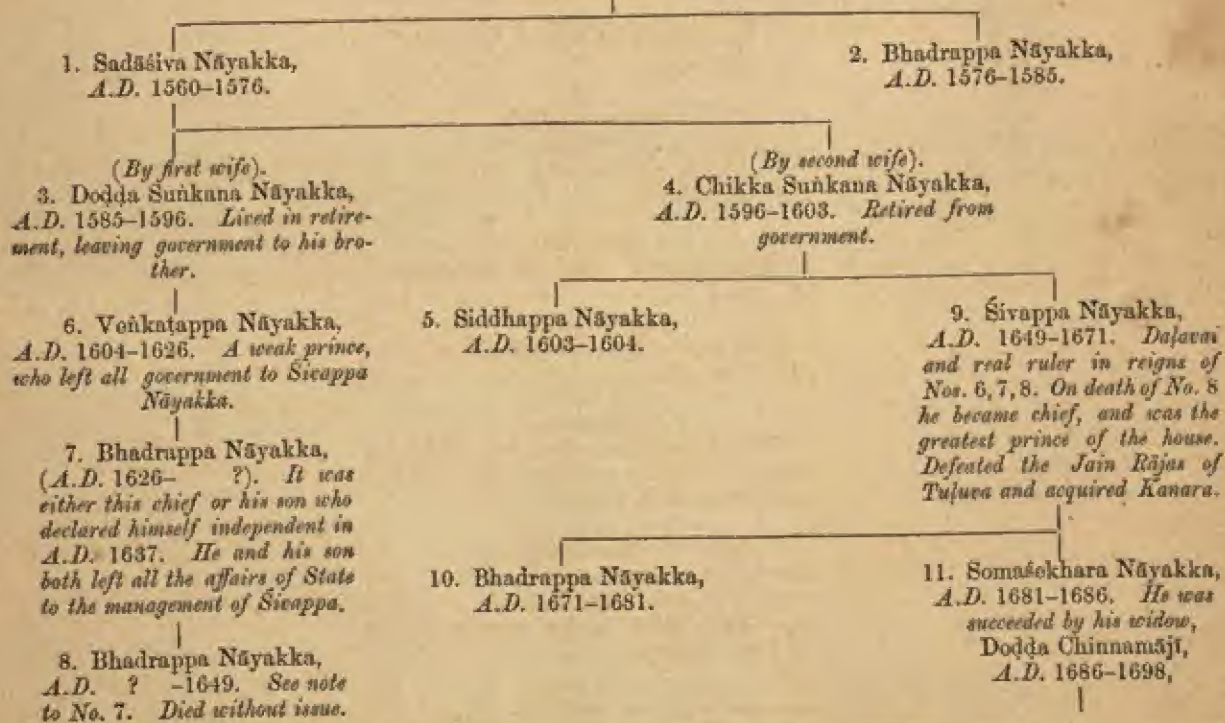 1. Sadāśiva Nāyakka,
A.D. 1560–1576.
2. Bhadrappa Nāyakka,
A.D. 1576–1585.
(By first wife).
3. Doḍḍa Suṅkana Nāyakka,
A.D. 1585–1596. Lived in retire-
ment, leaving government to his bro-
ther.
(By second wife).
4. Chikka Suṅkana Nāyakka,
A.D. 1596–1603. Retired from
government.
6. Veṅkaṭappa Nāyakka,
A.D. 1604–1626. A weak prince,
who left all government to Śivappa
Nāyakka.
5. Siddhappa Nāyakka,
A.D. 1603–1604.
9. Śivappa Nāyakka,
A.D. 1649–1671. Daḷavai
and real ruler in reigns of
Nos. 6, 7, 8. On death of No. 8
he became chief, and was the
greatest prince of the house.
Defeated the Jain Rājas of
Tuḷuva and acquired Kanara.
7. Bhadrappa Nāyakka,
(A.D. 1626– ?). It was
either this chief or his son who
declared himself independent in
A.D. 1637. He and his son
both left all the affairs of State
to the management of Śivappa.
10. Bhadrappa Nāyakka,
A.D. 1671–1681.
11. Somaśekhara Nāyakka,
A.D. 1681–1686. He was
succeeded by his widow,
Doḍḍa Chinnamājī,
A.D. 1686–1698,
8. Bhadrappa Nāyakka,
A.D. ? –1649. See note
to No. 7. Died without issue.